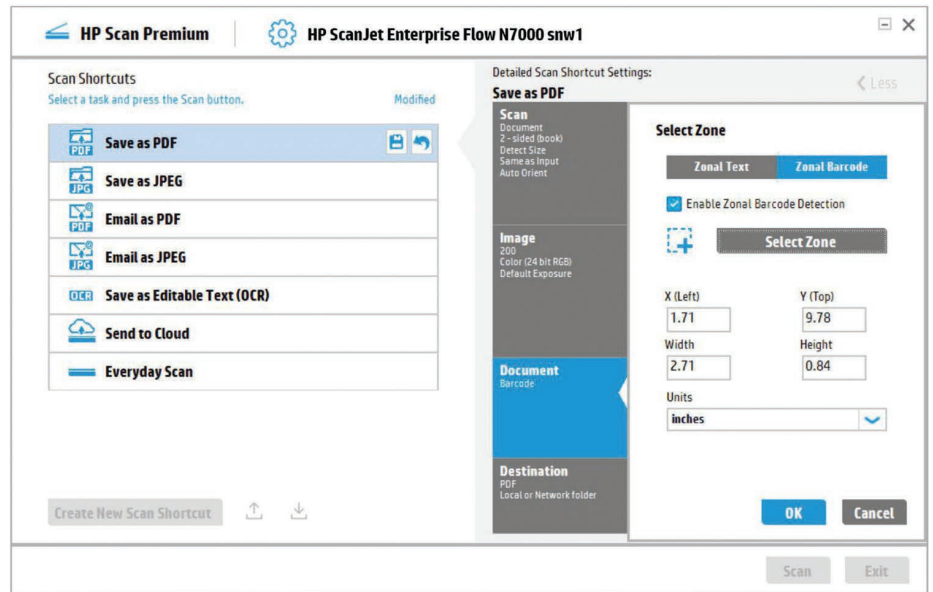 HP Scan Premium
HP ScanJet Enterprise Flow N7000 snw1
Scan Shortcuts
Select a task and press the Scan button.
Modified
PDF
Save as PDF
JPG
Save as JPEG
PDF
Email as PDF
JPG
Email as JPEG
OCR
Save as Editable Text (OCR)
Send to Cloud
Everyday Scan
Create New Scan Shortcut
Detailed Scan Shortcut Settings:
Save as PDF
Less
Scan
Document
2 - sided (book)
Detect Size
Same as Input
Auto Orient
Image
200
Color (24 bit RGB)
Default Exposure
Document
Barcode
Destination
PDF
Local or Network folder
Select Zone
Zonal Text
Zonal Barcode
Enable Zonal Barcode Detection
Select Zone
X (Left)
Y (Top)
1.71
9.78
Width
Height
2.71
0.84
Units
inches
OK
Cancel
Scan
Exit